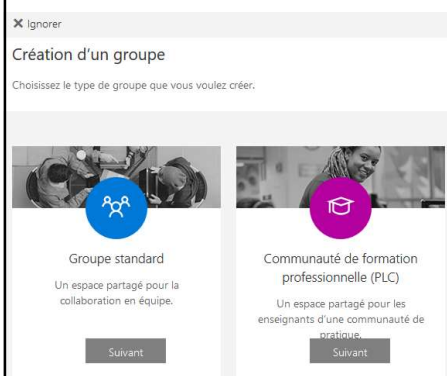 ✕ Ignorer
Création d'un groupe
Choisissez le type de groupe que vous voulez créer.
Groupe standard
Un espace partagé pour la
collaboration en équipe.
Suivant
Communauté de formation
professionnelle (PLC)
Un espace partagé pour les
enseignants d'une communauté de
pratique.
Suivant